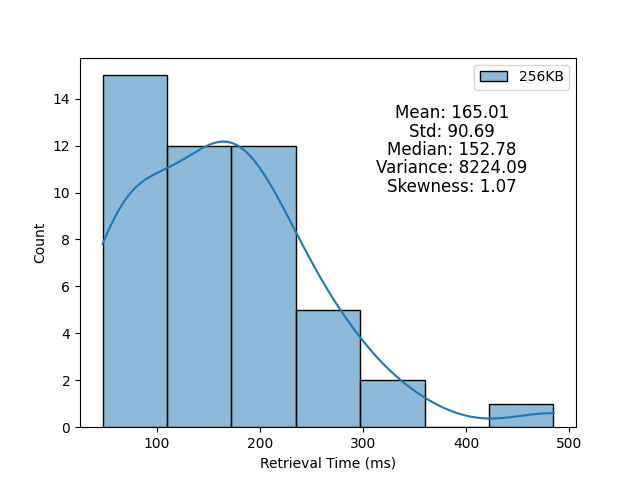 256KB
Mean: 165.01
Std: 90.69
Median: 152.78
Variance: 8224.09
Skewness: 1.07
14
12
10
8
6
4
2
0
Count
100
200
300
400
500
Retrieval Time (ms)